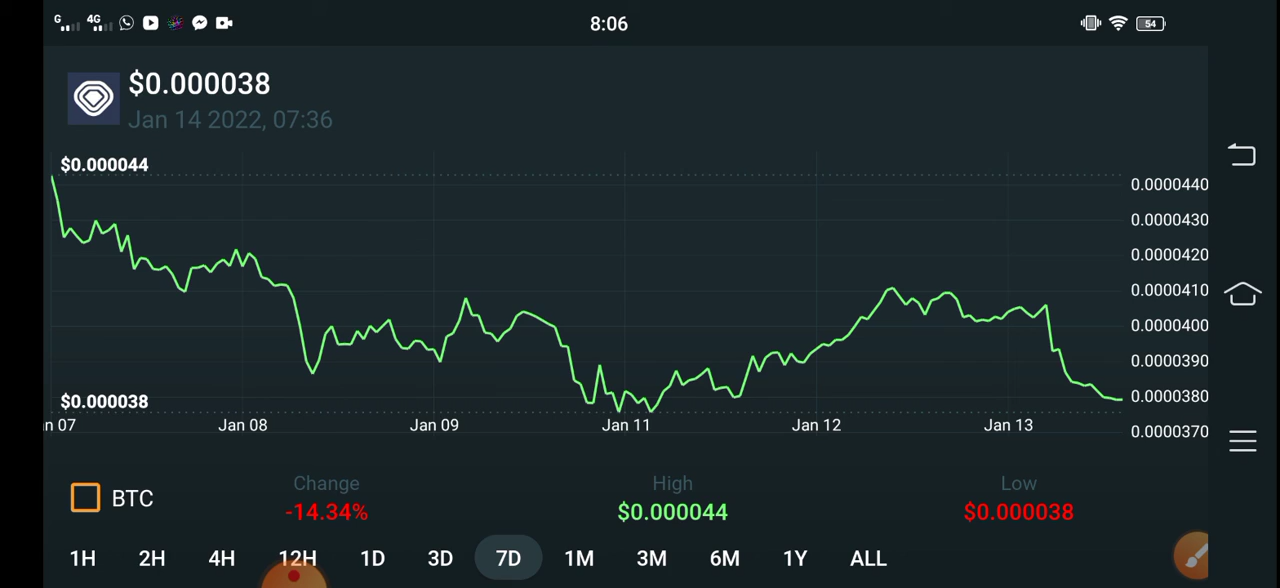 G 4G 8:06 54
$0.000038
Jan 14 2022, 07:36
$0.000044
0.0000440
0.0000430
0.0000420
0.0000410
0.0000400
0.0000390
$0.000038 0.0000380
n 07 Jan 08 Jan 09 Jan 11 Jan 12 Jan 13 0.0000370
BTC
Change High Low
-14.34% $0.000044 $0.000038
1H 2H 4H 12H 1D 3D 7D 1M 3M 6M 1Y ALL